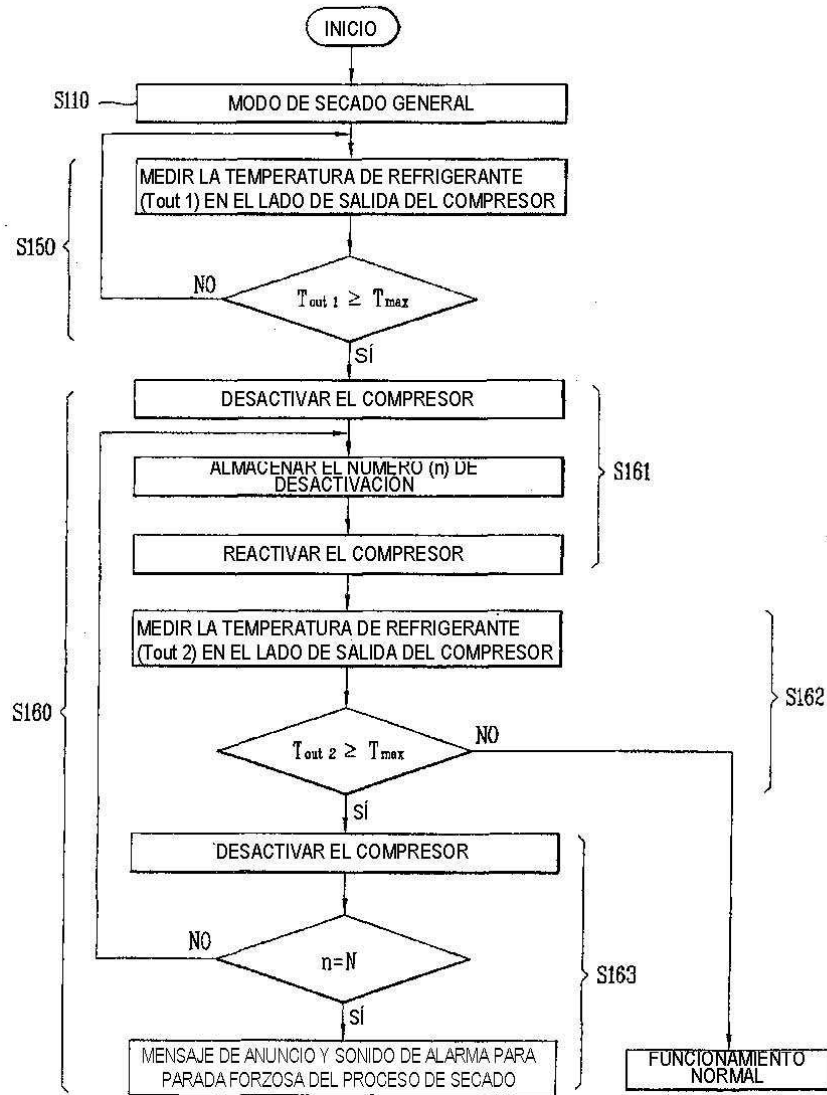 INICIO
S110
MODO DE SECADO GENERAL
MEDIR LA TEMPERATURA DE REFRIGERANTE
(Tout 1) EN EL LADO DE SALIDA DEL COMPRESOR
S150
NO
Tout 1 ≥ Tmax
SÍ
DESACTIVAR EL COMPRESOR
ALMACENAR EL NÚMERO (n) DE
DESACTIVACIÓN
S161
REACTIVAR EL COMPRESOR
MEDIR LA TEMPERATURA DE REFRIGERANTE
(Tout 2) EN EL LADO DE SALIDA DEL COMPRESOR
S162
S160
Tout 2 ≥ Tmax
NO
SÍ
DESACTIVAR EL COMPRESOR
NO
n=N
S163
SÍ
MENSAJE DE ANUNCIO Y SONIDO DE ALARMA PARA
PARADA FORZOSA DEL PROCESO DE SECADO
FUNCIONAMIENTO
NORMAL